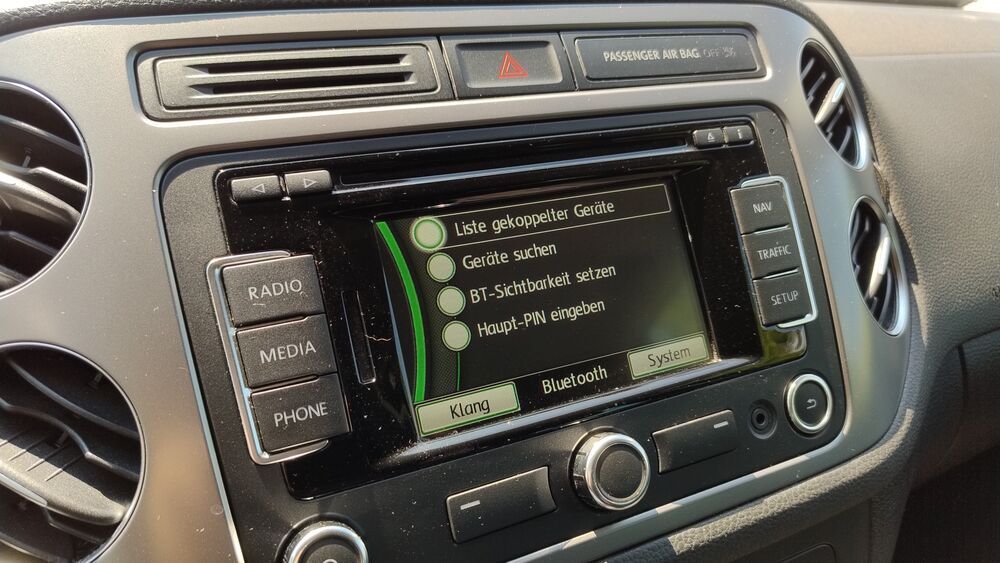 PASSENGER AIR BAG OFF
Liste gekoppelter Geräte
Geräte suchen
BT-Sichtbarkeit setzen
Haupt-PIN eingeben
Klang
Bluetooth
System
RADIO
MEDIA
PHONE
NAV
TRAFFIC
SETUP
i